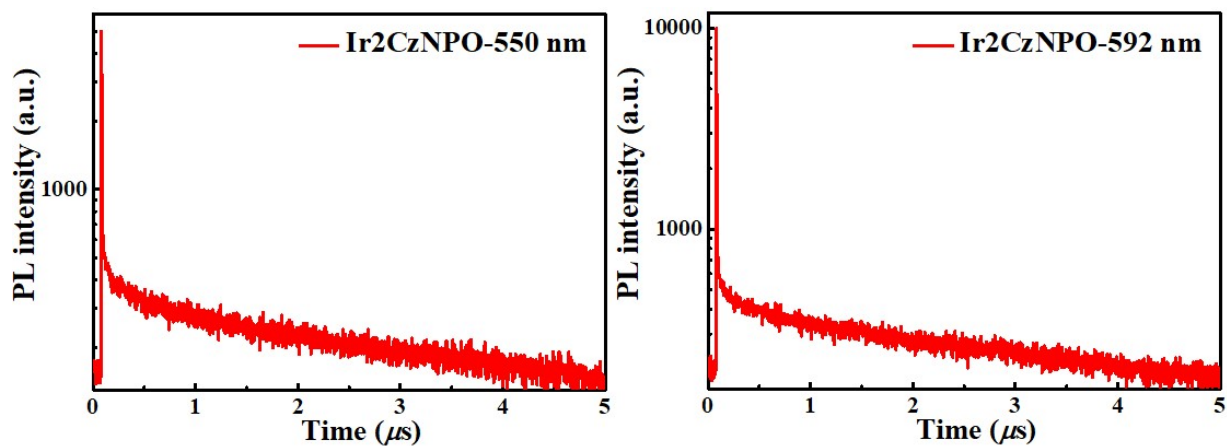 Ir2CzNPO-550 nm
PL intensity (a.u.)
1000
0 1 2 3 4 5
Time (μs)
Ir2CzNPO-592 nm
PL intensity (a.u.)
10000
1000
0 1 2 3 4 5
Time (μs)